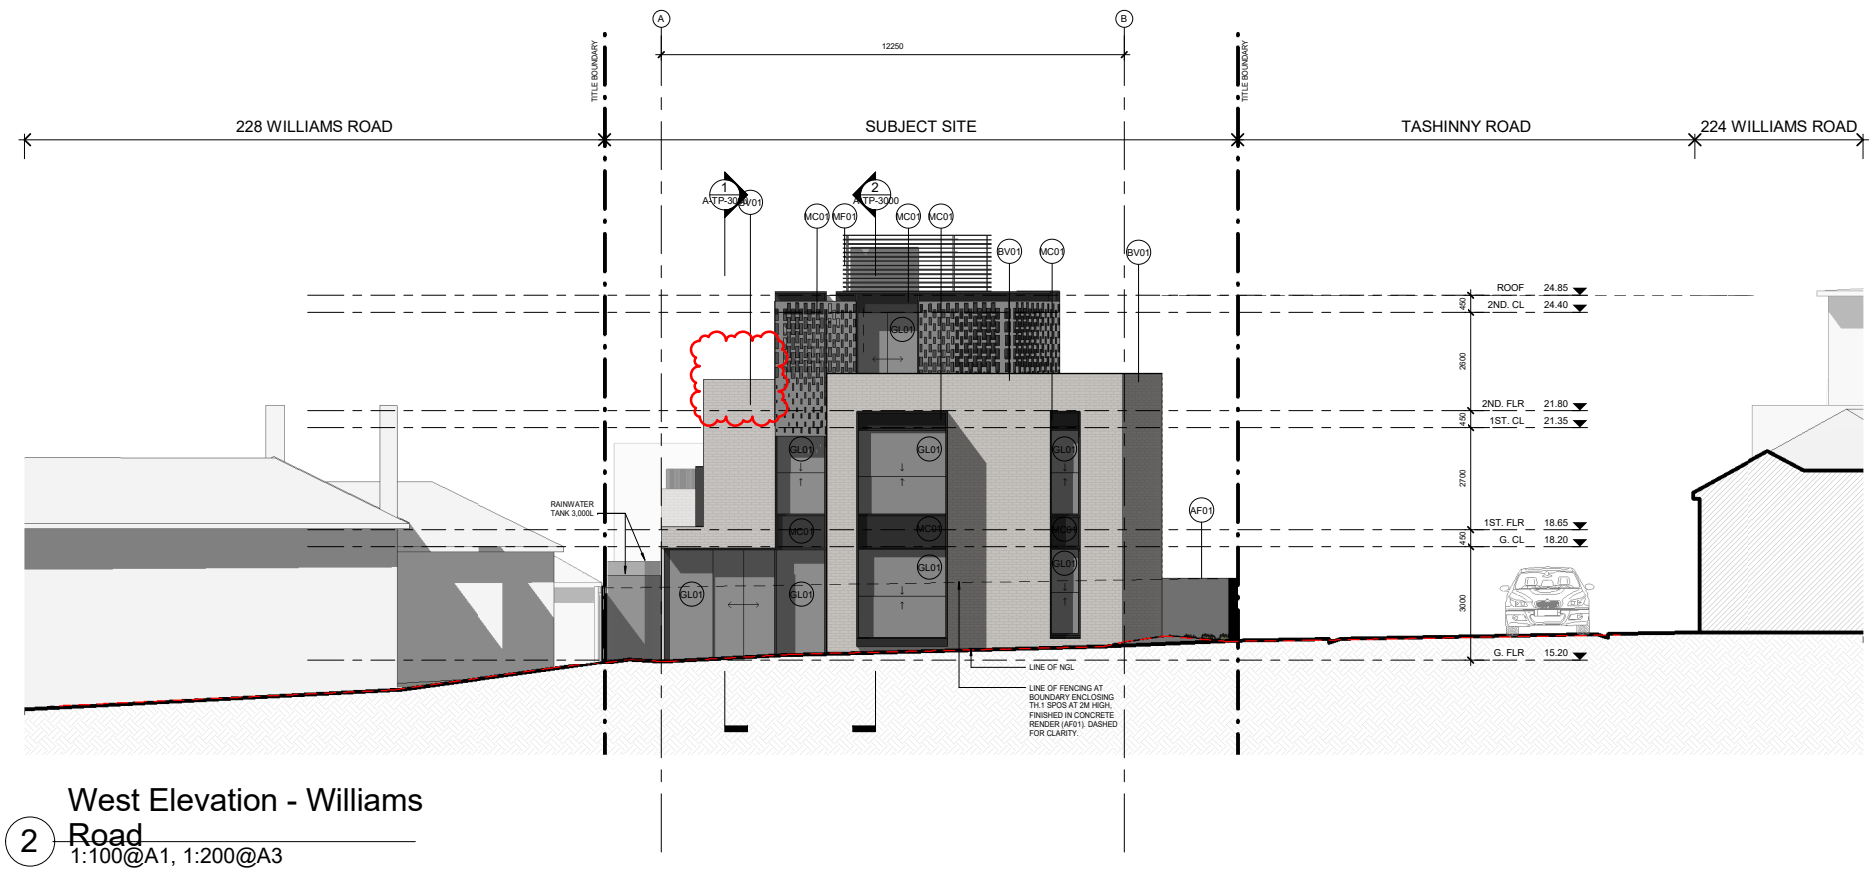 A
B
12250
TITLE BOUNDARY
TITLE BOUNDARY
228 WILLIAMS ROAD
SUBJECT SITE
TASHINNY ROAD
224 WILLIAMS ROAD
1
A-TP-3000
BV01
2
A-TP-3000
MC01
MF01
MC01
MC01
BV01
MC01
BV01
ROOF 24.85
450
2ND. CL 24.40
GL01
2600
2ND. FLR 21.80
450
1ST. CL 21.35
GL01
GL01
GL01
2700
RAINWATER
TANK 3,000L
AF01
MC01
MC01
MC01
1ST. FLR 18.65
450
G. CL 18.20
GL01
GL01
GL01
GL01
3000
G. FLR 15.20
LINE OF NGL
LINE OF FENCING AT
BOUNDARY ENCLOSING
TH.1 SPOS AT 2M HIGH,
FINISHED IN CONCRETE
RENDER (AF01). DASHED
FOR CLARITY.
2
West Elevation - Williams
Road
1:100@A1, 1:200@A3